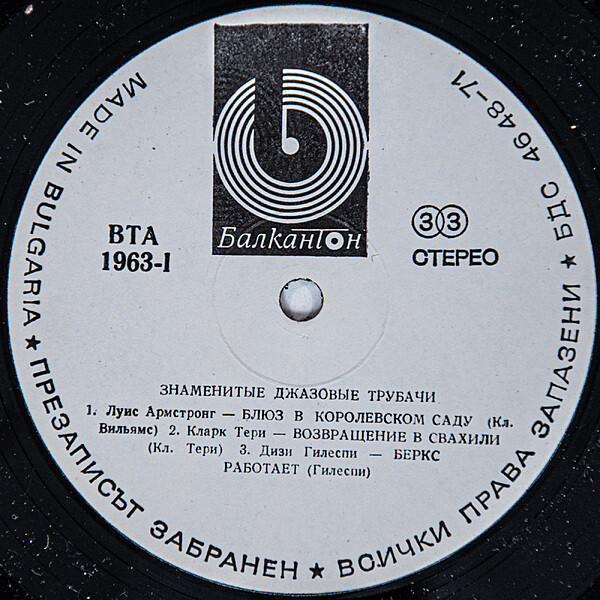 Балкантон
ВТА
1963-I
33
СТЕРЕО
ЗНАМЕНИТЫЕ ДЖАЗОВЫЕ ТРУБАЧИ
1. Луис Армстронг — БЛЮЗ В КОРОЛЕВСКОМ САДУ (Кл.
Вильямс) 2. Кларк Тери — ВОЗВРАЩЕНИЕ В СВАХИЛИ
(Кл. Тери) 3. Дизи Гилеспи — БЕРКС
РАБОТАЕТ (Гилеспи)
MADE IN BULGARIA ★ ПРЕЗАПИСЪТ ЗАБРАНЕН ★ ВСИЧКИ ПРАВА ЗАПАЗЕНИ ★ БДС 4648-71